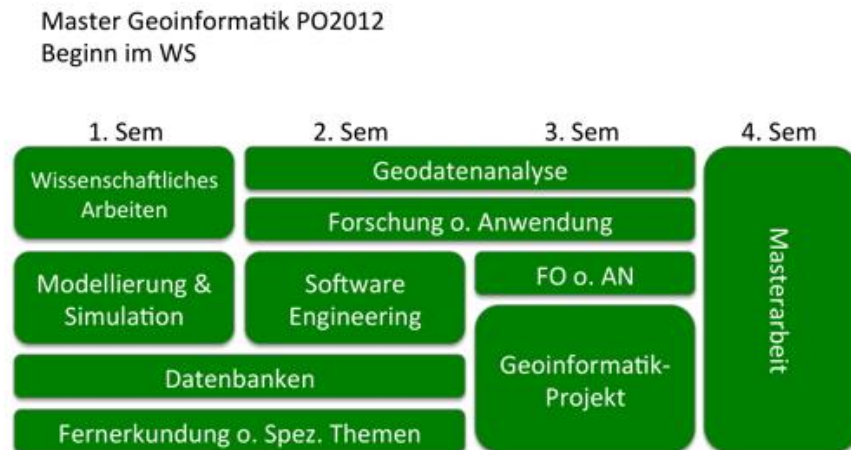 Master Geoinformatik PO2012
Beginn im WS
1. Sem
2. Sem
3. Sem
4. Sem
Wissenschaftliches
Arbeiten
Geodatenanalyse
Forschung o. Anwendung
Modellierung &
Simulation
Software
Engineering
FO o. AN
Datenbanken
Geoinformatik-
Projekt
Fernerkundung o. Spez. Themen
Masterarbeit